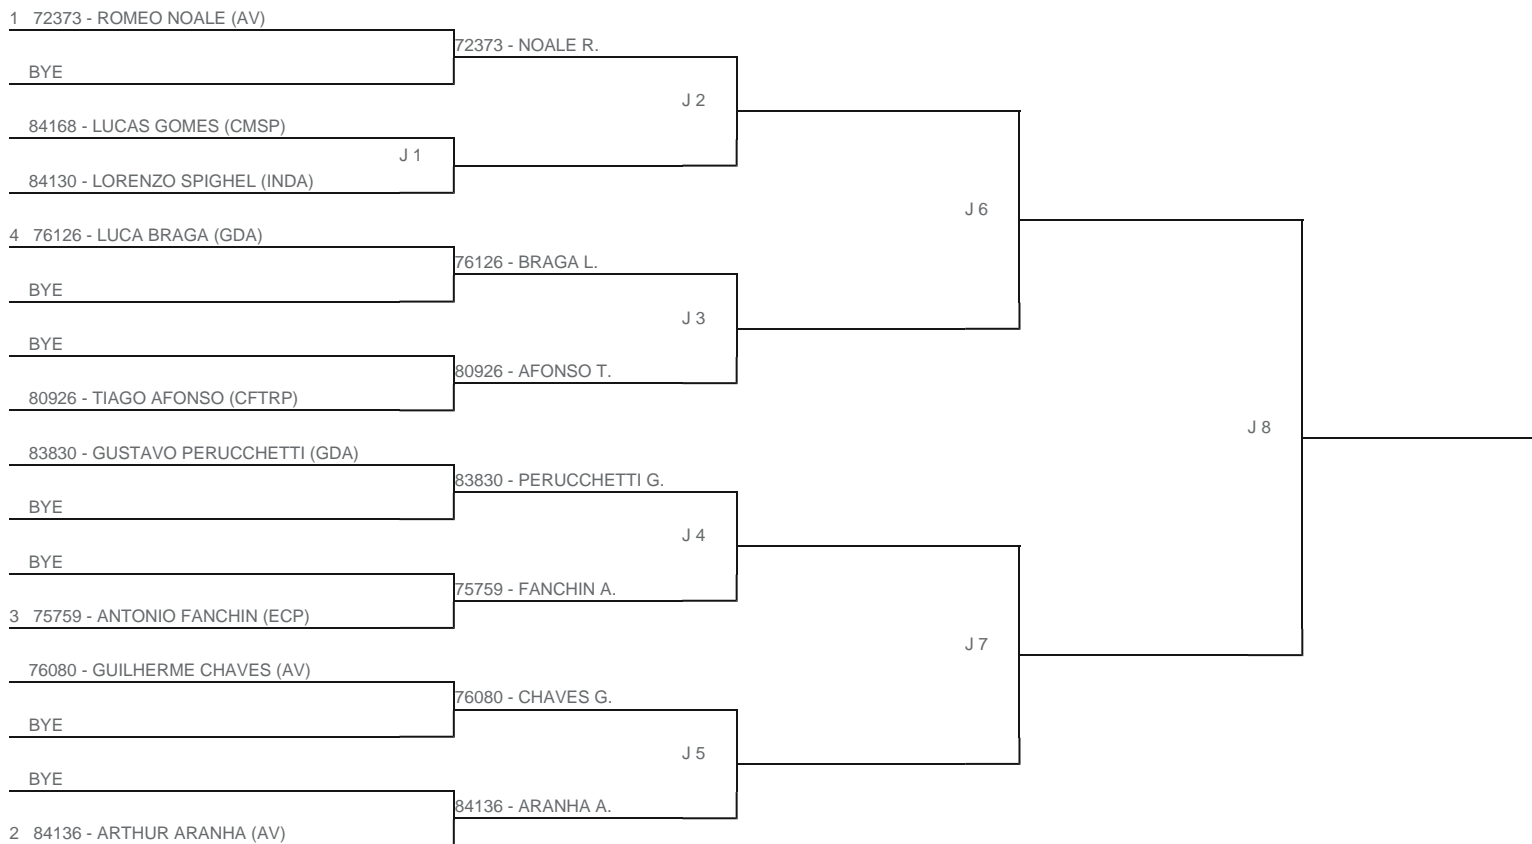 1 72373 - ROMEO NOALE (AV)
72373 - NOALE R.
BYE
J 2
84168 - LUCAS GOMES (CMSP)
J 1
84130 - LORENZO SPIGHEL (INDA)
J 6
4 76126 - LUCA BRAGA (GDA)
76126 - BRAGA L.
BYE
J 3
BYE
80926 - AFONSO T.
80926 - TIAGO AFONSO (CFTRP)
J 8
83830 - GUSTAVO PERUCCHETTI (GDA)
83830 - PERUCCHETTI G.
BYE
J 4
BYE
75759 - FANCHIN A.
3 75759 - ANTONIO FANCHIN (ECP)
J 7
76080 - GUILHERME CHAVES (AV)
76080 - CHAVES G.
BYE
J 5
BYE
84136 - ARANHA A.
2 84136 - ARTHUR ARANHA (AV)